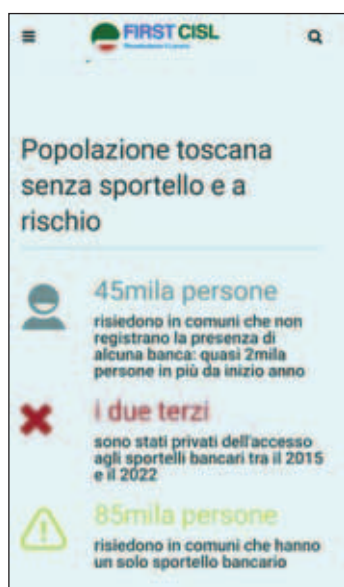 FIRST CISL
Popolazione toscana
senza sportello e a
rischio
45mila persone
risiedono in comuni che non
registrano la presenza di
alcuna banca: quasi 2mila
persone in più da inizio anno
i due terzi
sono stati privati dell'accesso
agli sportelli bancari tra il 2015
e il 2022
85mila persone
risiedono in comuni che hanno
un solo sportello bancario